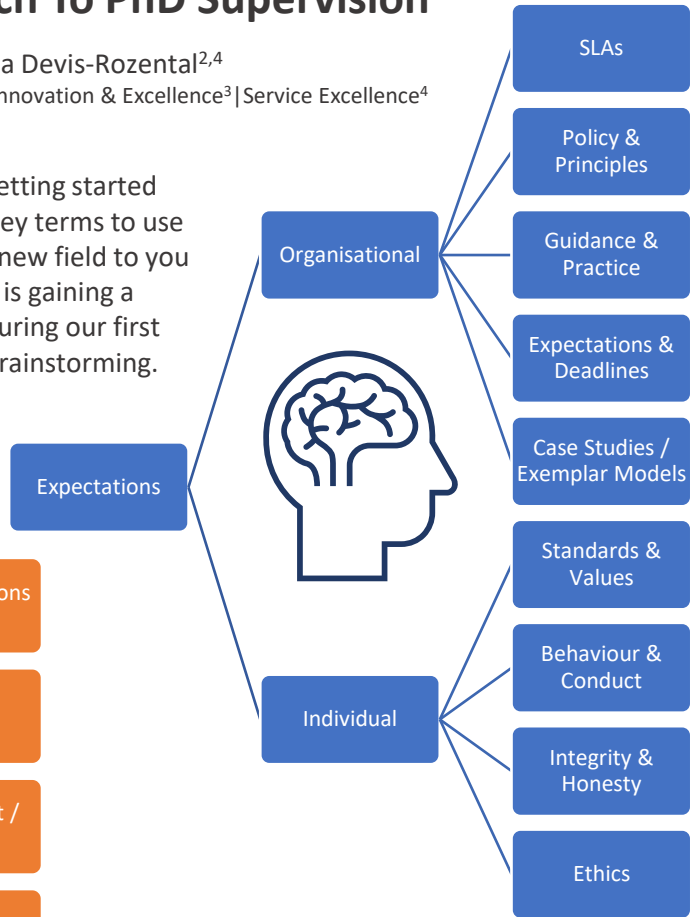 To PhD Supervision
a Devis-Rozental2,4
nnovation & Excellence3|Service Excellence4
etting started
ey terms to use
new field to you
is gaining a
uring our first
rainstorming.
Expectations
Organisational
SLAs
Policy &
Principles
Guidance &
Practice
Expectations &
Deadlines
Case Studies /
Exemplar Models
Individual
Standards &
Values
Behaviour &
Conduct
Integrity &
Honesty
Ethics
ons
t /